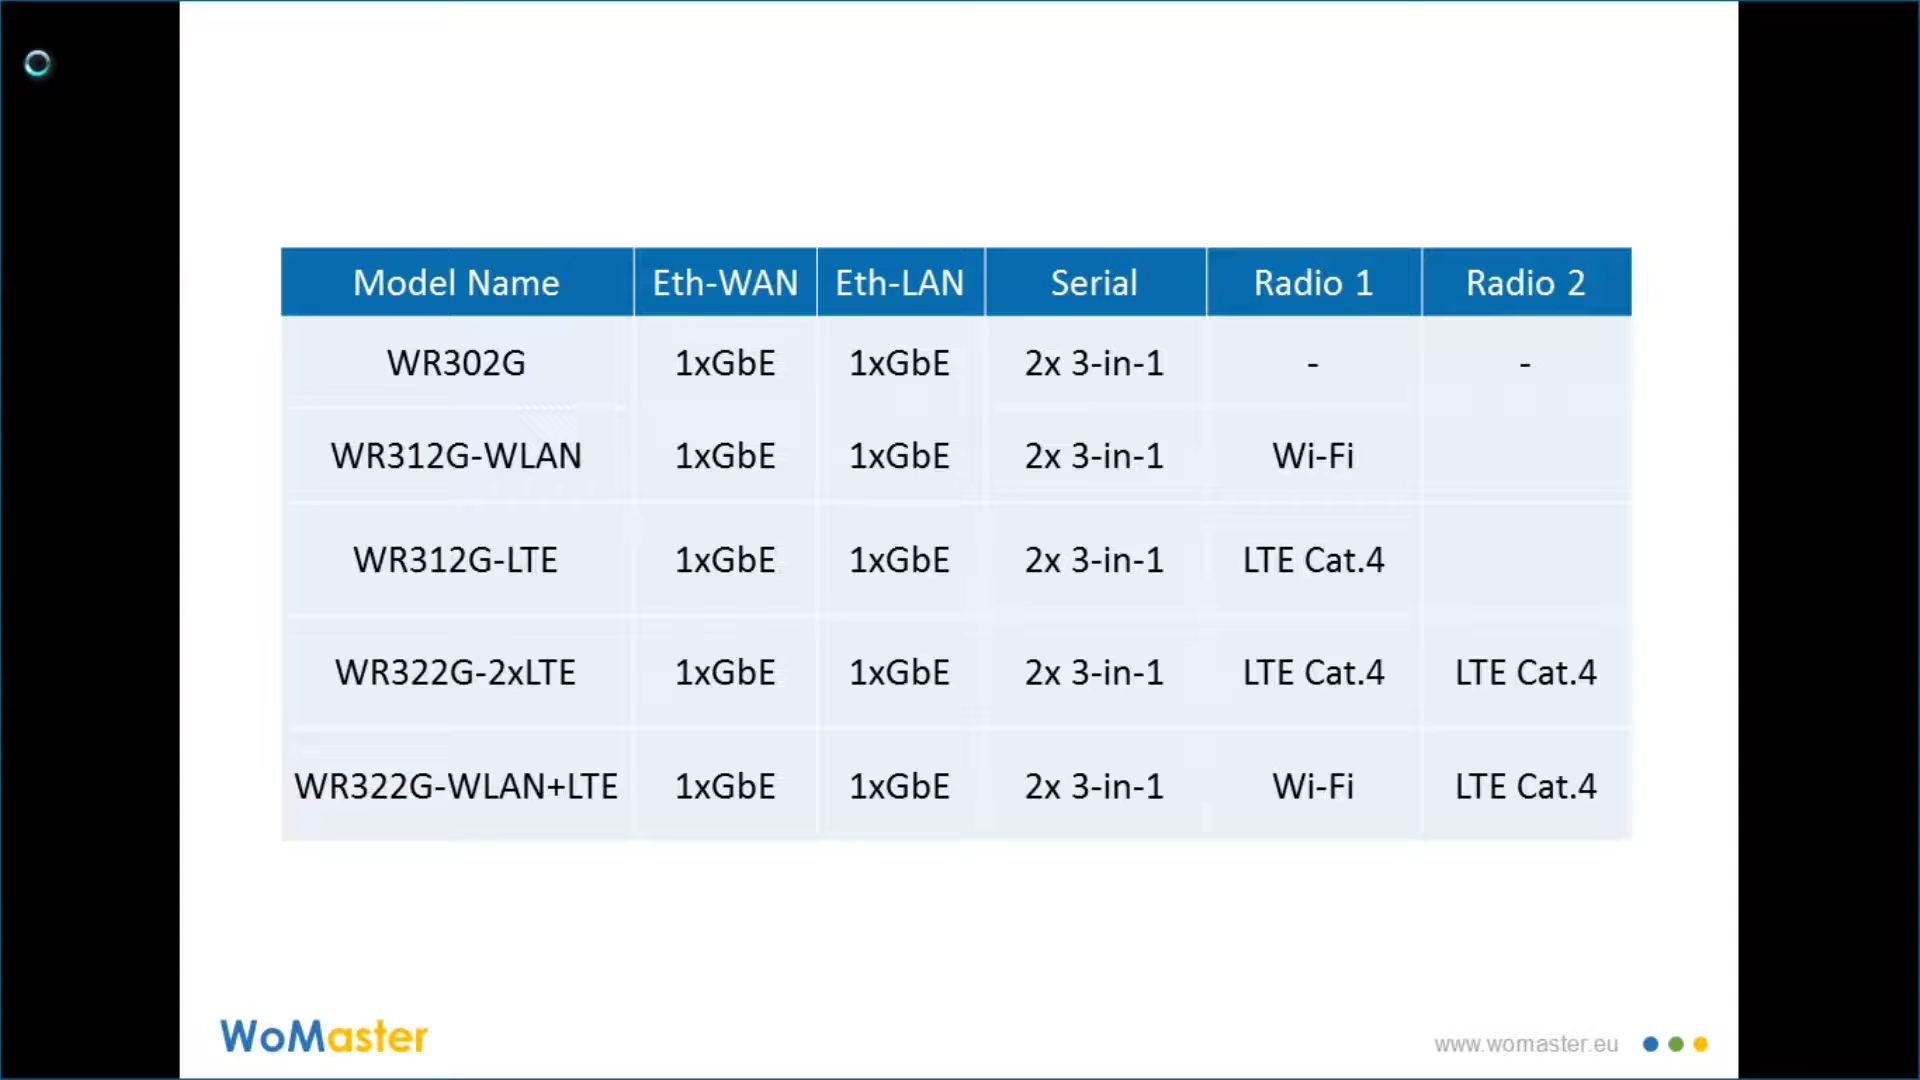 Model Name Eth-WAN Eth-LAN Serial Radio 1 Radio 2
WR302G 1xGbE 1xGbE 2x 3-in-1 - -
WR312G-WLAN 1xGbE 1xGbE 2x 3-in-1 Wi-Fi
WR312G-LTE 1xGbE 1xGbE 2x 3-in-1 LTE Cat.4
WR322G-2xLTE 1xGbE 1xGbE 2x 3-in-1 LTE Cat.4 LTE Cat.4
WR322G-WLAN+LTE 1xGbE 1xGbE 2x 3-in-1 Wi-Fi LTE Cat.4
WoMaster
www.womaster.eu